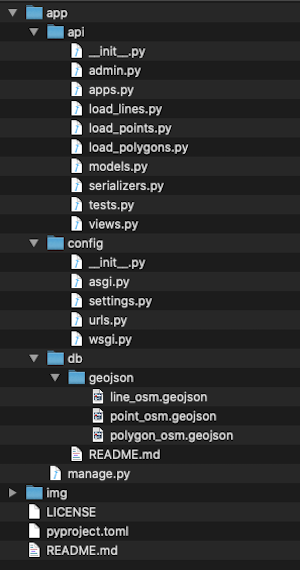 app
api
__init__.py
admin.py
apps.py
load_lines.py
load_points.py
load_polygons.py
models.py
serializers.py
tests.py
views.py
config
__init__.py
asgi.py
settings.py
urls.py
wsgi.py
db
geojson
line_osm.geojson
point_osm.geojson
polygon_osm.geojson
README.md
manage.py
img
LICENSE
pyproject.toml
README.md